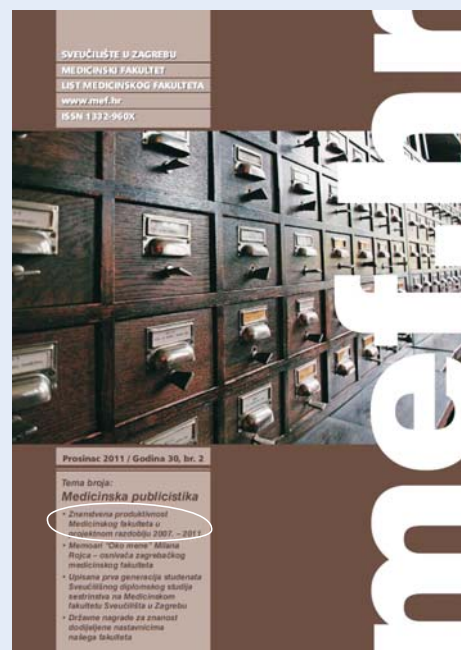 SVEUČILIŠTE U ZAGREBU
MEDICINSKI FAKULTET
LIST MEDICINSKOG FAKULTETA
www.mef.hr
ISSN 1332-960X
mef.hr
Prosinac 2011 / Godina 30, br. 2
Tema broja:
Medicinska publicistika
• Znanstvena produktivnost
Medicinskog fakulteta u
projektnom razdoblju 2007. – 2011
• Memoari "Oko mene" Milana
Rojca – osnivača zagrebačkog
medicinskog fakulteta
• Upisana prva generacija studenata
Sveučilišnog diplomskog studija
sestrinstva na Medicinskom
fakultetu Sveučilišta u Zagrebu
• Državne nagrade za znanost
dodijeljene nastavnicima
našega fakulteta